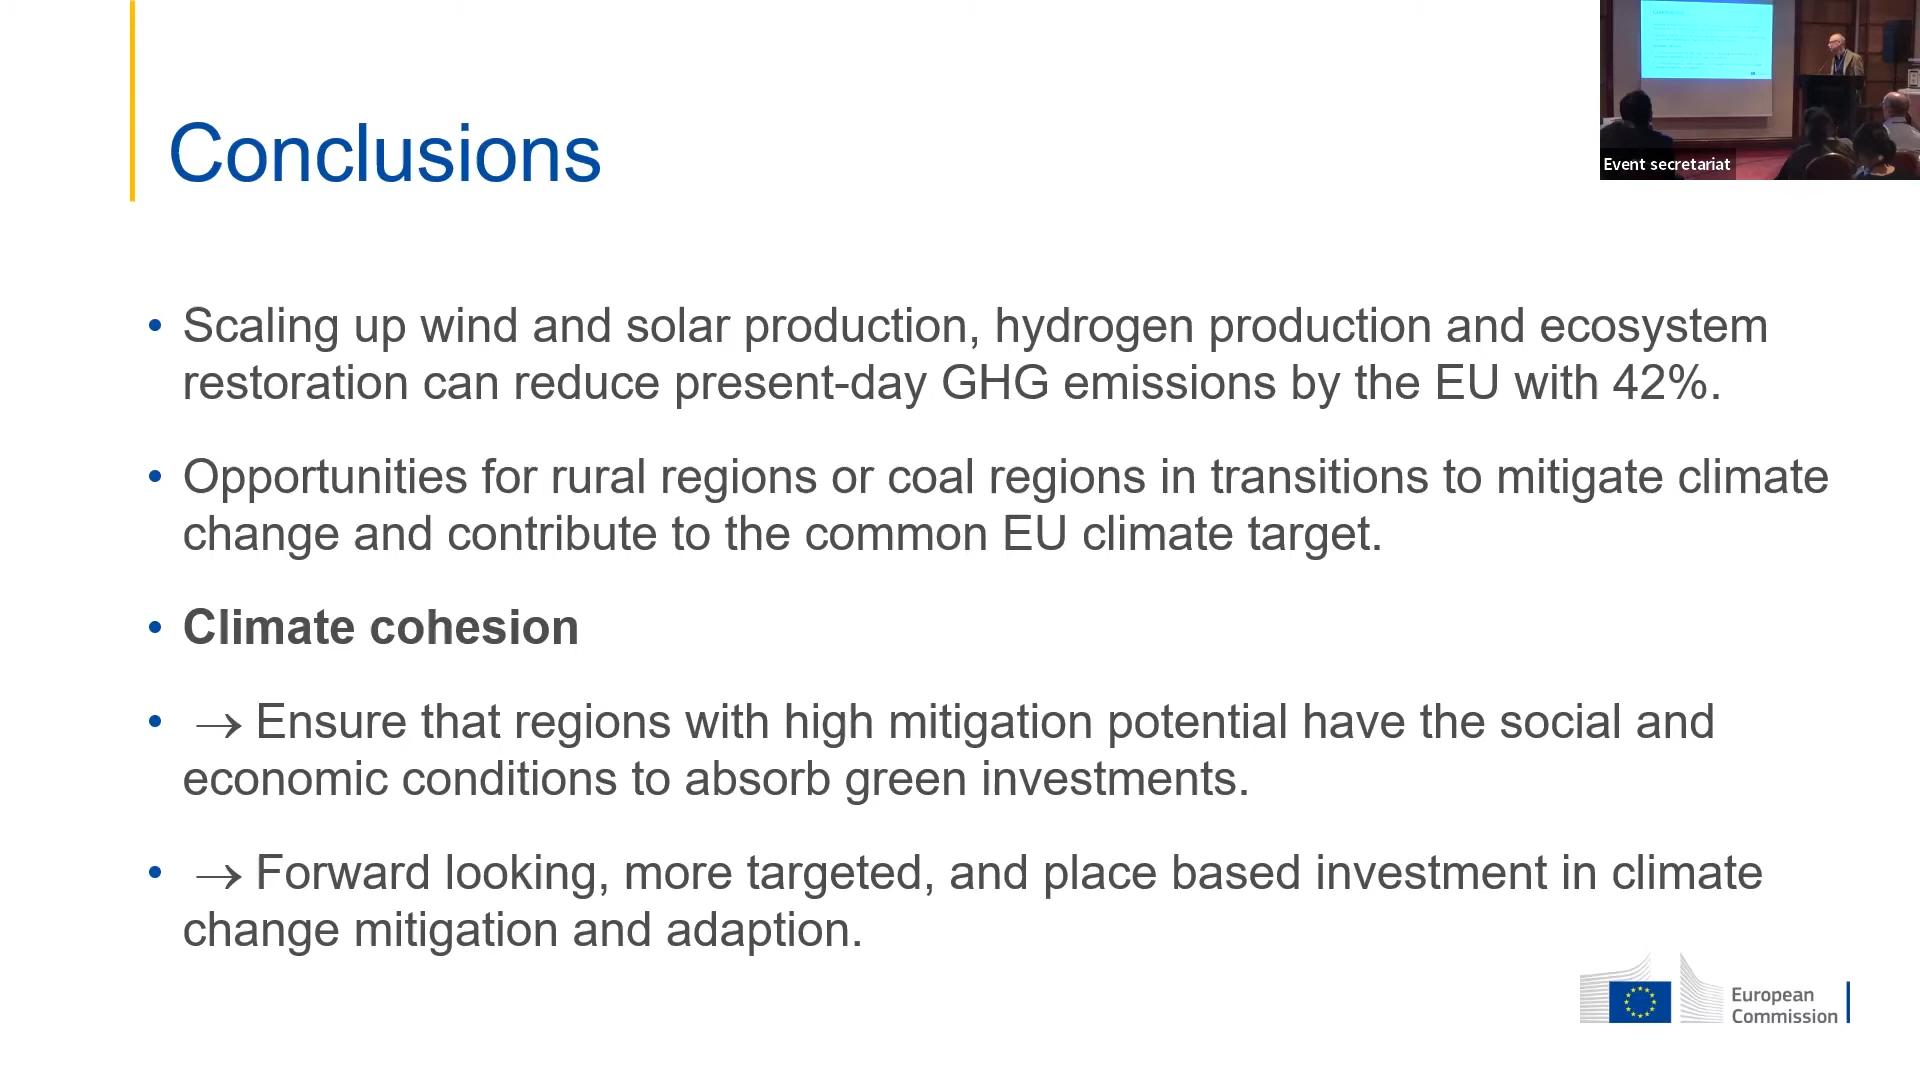 Conclusions
Event secretariat
• Scaling up wind and solar production, hydrogen production and ecosystem
restoration can reduce present-day GHG emissions by the EU with 42%.
• Opportunities for rural regions or coal regions in transitions to mitigate climate
change and contribute to the common EU climate target.
• Climate cohesion
• → Ensure that regions with high mitigation potential have the social and
economic conditions to absorb green investments.
• → Forward looking, more targeted, and place based investment in climate
change mitigation and adaption.
European
Commission